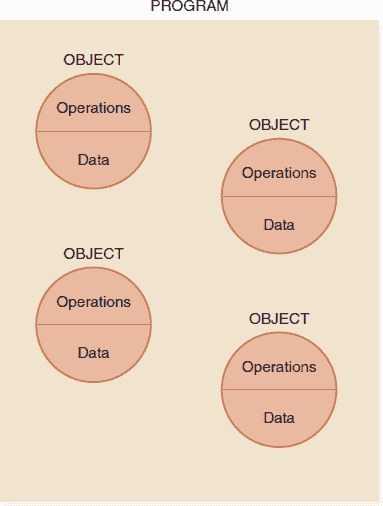 PROGRAM
OBJECT
Operations
Data
OBJECT
Operations
Data
OBJECT
Operations
Data
OBJECT
Operations
Data